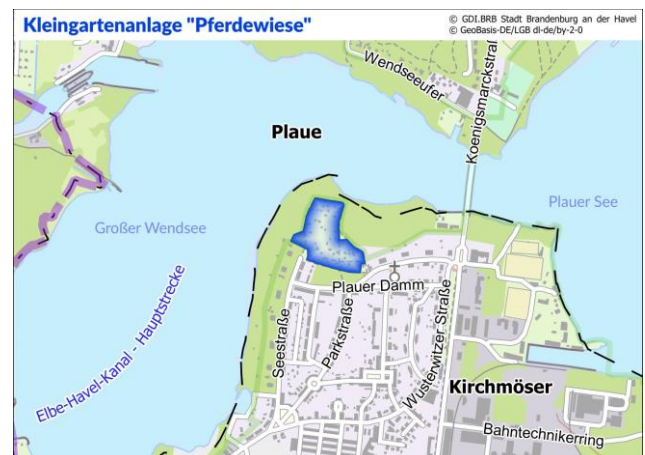 Kleingartenanlage "Pferdewiese"
© GDI.BRB Stadt Brandenburg an der Havel
© GeoBasis-DE/LGB dl-de/by-2-0
Wendseeufer
Koenigsmarckstraß
Plaue
Plauer See
Großer Wendsee
Plauer Damm
Elbe-Havel-Kanal - Hauptstrecke
Seestraße
Parkstraße
Wusterwitzer Straße
Kirchmöser
Bahntechnikerring